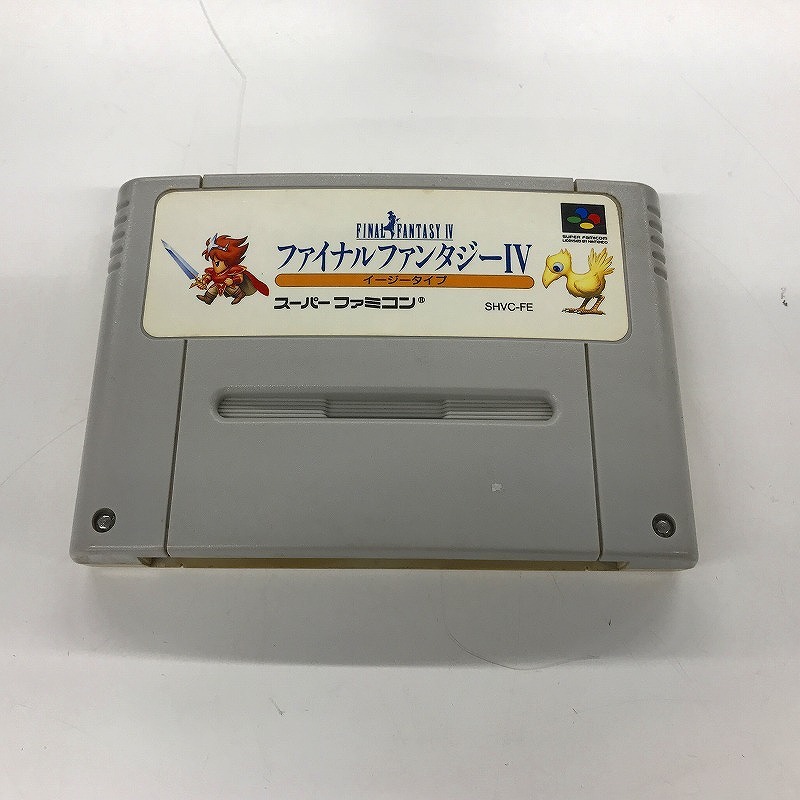 FINAL FANTASY IV
ファイナルファンタジーIV
イージータイプ
スーパーファミコン®
SHVC-FE
SUPER FAMICOM
LICENSED BY NINTENDO